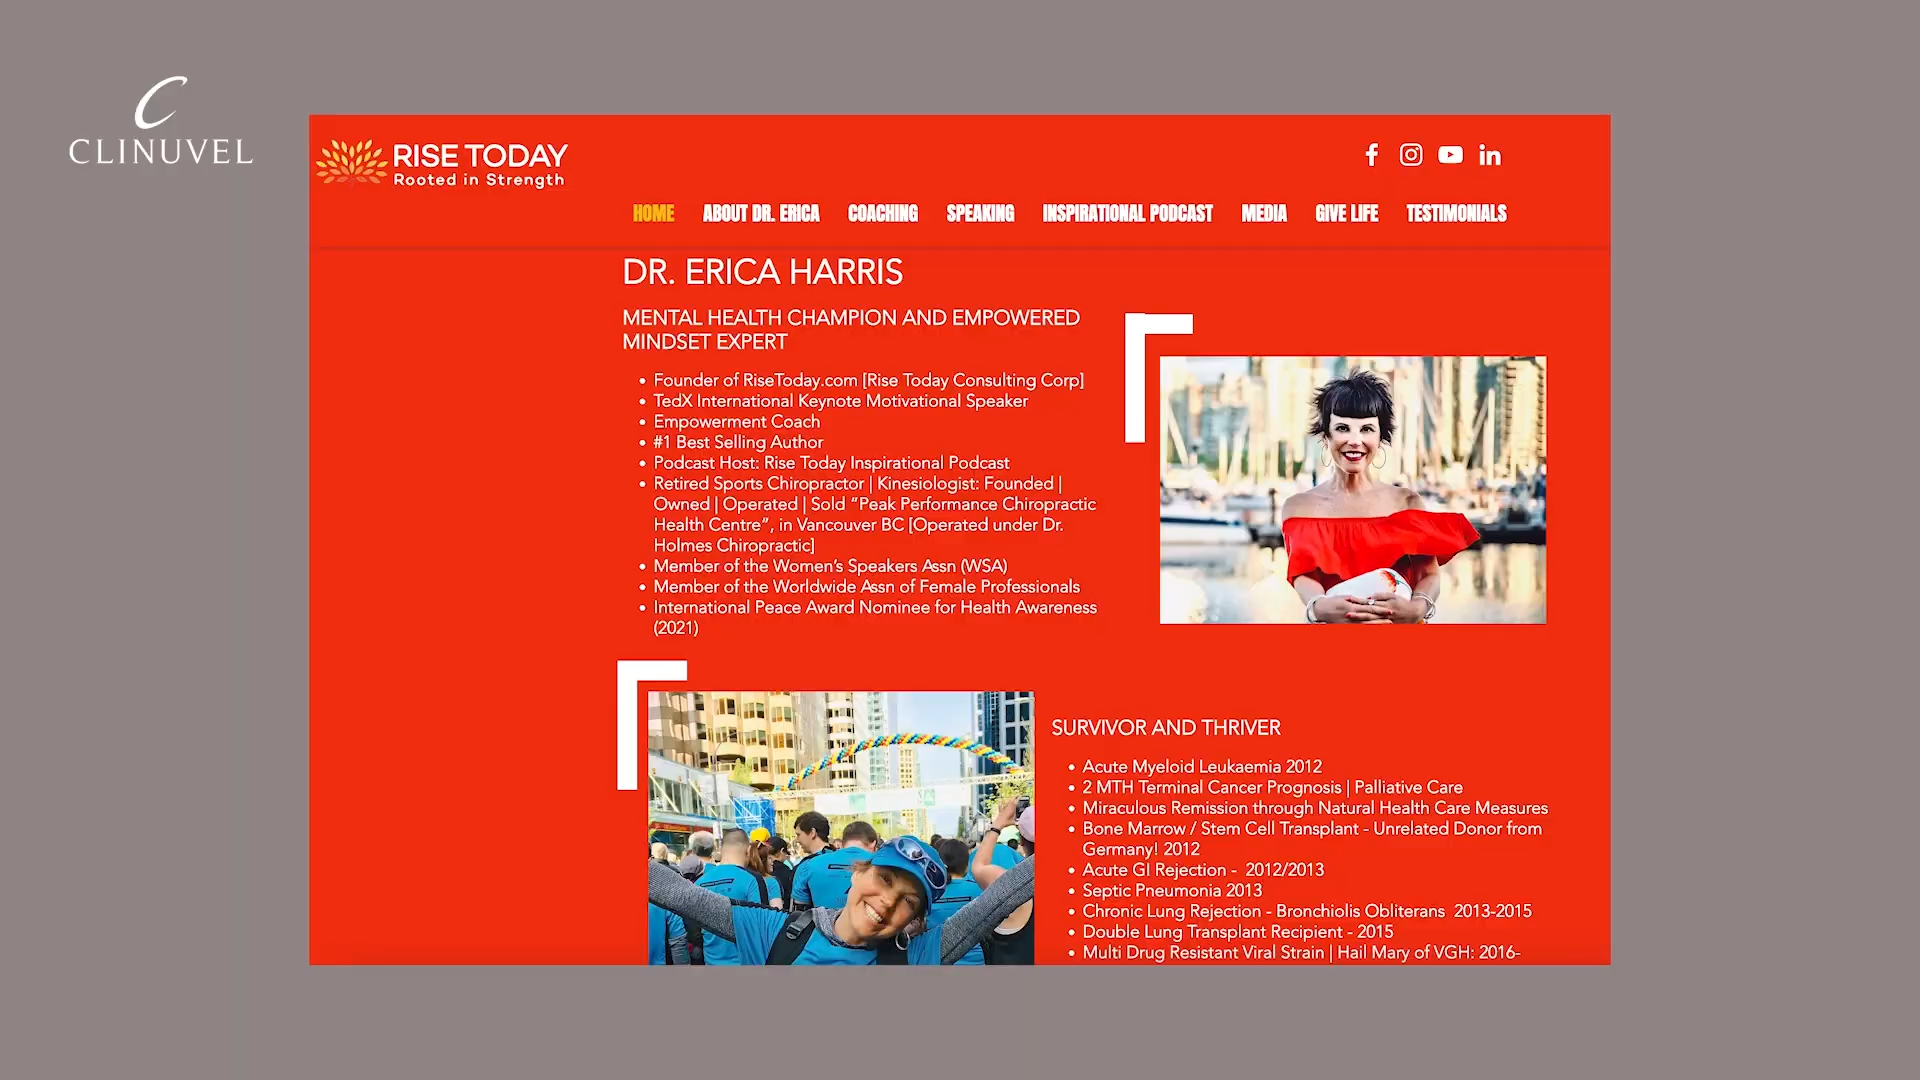 C
CLINUVEL
RISE TODAY
Rooted in Strength
HOME ABOUT DR. ERICA COACHING SPEAKING INSPIRATIONAL PODCAST MEDIA GIVE LIFE TESTIMONIALS
DR. ERICA HARRIS
MENTAL HEALTH CHAMPION AND EMPOWERED
MINDSET EXPERT
• Founder of RiseToday.com [Rise Today Consulting Corp]
• TedX International Keynote Motivational Speaker
• Empowerment Coach
• #1 Best Selling Author
• Podcast Host: Rise Today Inspirational Podcast
• Retired Sports Chiropractor | Kinesiologist: Founded |
Owned | Operated | Sold “Peak Performance Chiropractic
Health Centre”, in Vancouver BC [Operated under Dr.
Holmes Chiropractic]
• Member of the Women’s Speakers Assn (WSA)
• Member of the Worldwide Assn of Female Professionals
• International Peace Award Nominee for Health Awareness
(2021)
SURVIVOR AND THRIVER
• Acute Myeloid Leukaemia 2012
• 2 MTH Terminal Cancer Prognosis | Palliative Care
• Miraculous Remission through Natural Health Care Measures
• Bone Marrow / Stem Cell Transplant - Unrelated Donor from
Germany! 2012
• Acute GI Rejection - 2012/2013
• Septic Pneumonia 2013
• Chronic Lung Rejection - Bronchiolis Obliterans 2013-2015
• Double Lung Transplant Recipient - 2015
• Multi Drug Resistant Viral Strain | Hail Mary of VGH: 2016-